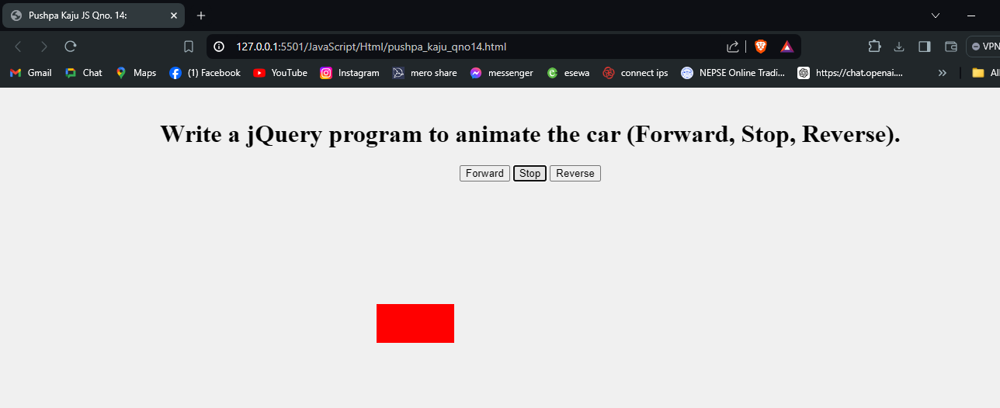 Pushpa Kaju JS Qno. 14:
127.0.0.1:5501/JavaScript/Html/pushpa_kaju_qno14.html
VPN
Gmail Chat Maps (1) Facebook YouTube Instagram mero share messenger esewa connect ips NEPSE Online Tradi... https://chat.openai.... » All
Write a jQuery program to animate the car (Forward, Stop, Reverse).
Forward Stop Reverse